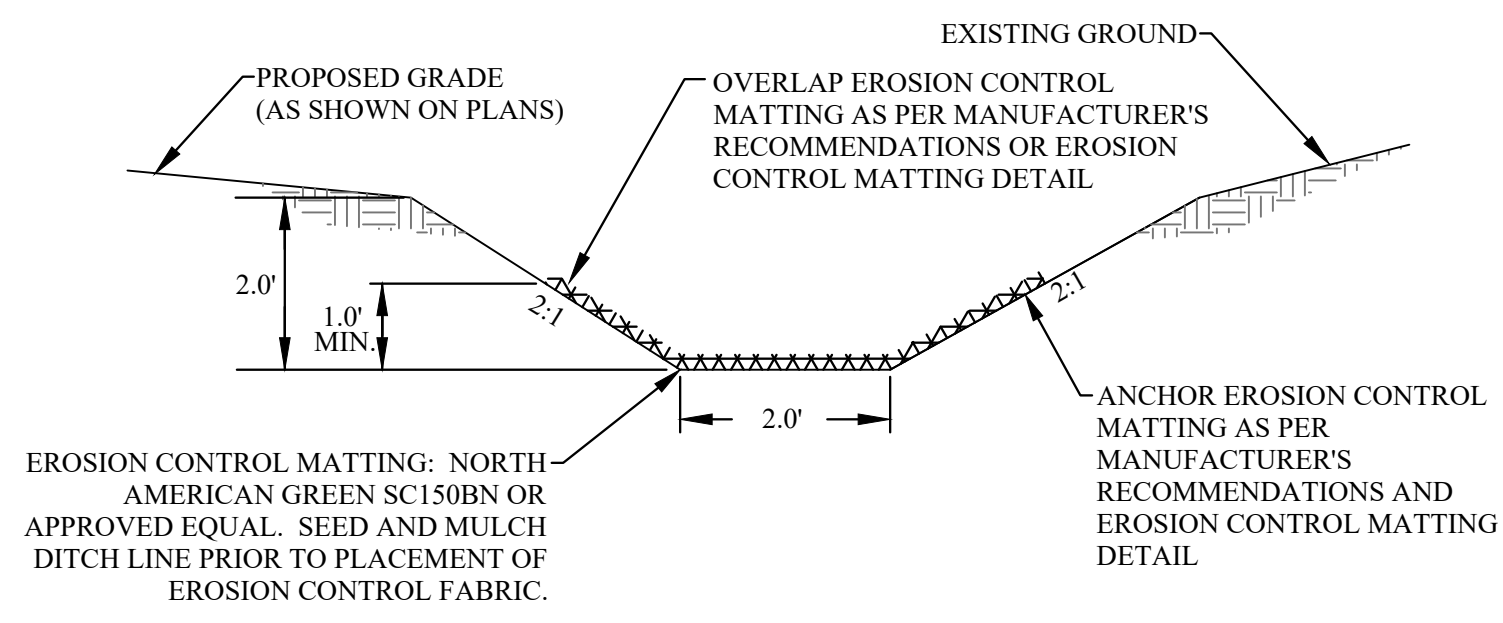 EXISTING GROUND
PROPOSED GRADE
(AS SHOWN ON PLANS)
OVERLAP EROSION CONTROL
MATTING AS PER MANUFACTURER'S
RECOMMENDATIONS OR EROSION
CONTROL MATTING DETAIL
2.0'
1.0'
MIN.
2:1
2:1
2.0'
ANCHOR EROSION CONTROL
MATTING AS PER
MANUFACTURER'S
RECOMMENDATIONS AND
EROSION CONTROL MATTING
DETAIL
EROSION CONTROL MATTING: NORTH
AMERICAN GREEN SC150BN OR
APPROVED EQUAL. SEED AND MULCH
DITCH LINE PRIOR TO PLACEMENT OF
EROSION CONTROL FABRIC.